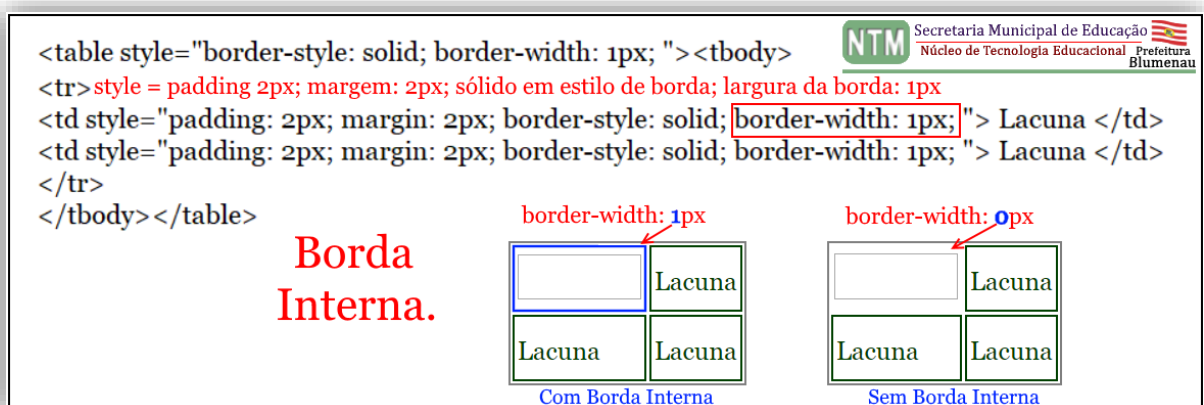 NTM
Secretaria Municipal de Educação
Núcleo de Tecnologia Educacional
Prefeitura
Blumenau
<table style="border-style: solid; border-width: 1px; "><tbody>
<tr>style = padding 2px; margem: 2px; sólido em estilo de borda; largura da borda: 1px
<td style="padding: 2px; margin: 2px; border-style: solid; border-width: 1px; "> Lacuna </td>
<td style="padding: 2px; margin: 2px; border-style: solid; border-width: 1px; "> Lacuna </td>
</tr>
</tbody></table>
Borda
Interna.
border-width: 1px
Lacuna
Lacuna Lacuna
Com Borda Interna
border-width: 0px
Lacuna
Lacuna Lacuna
Sem Borda Interna